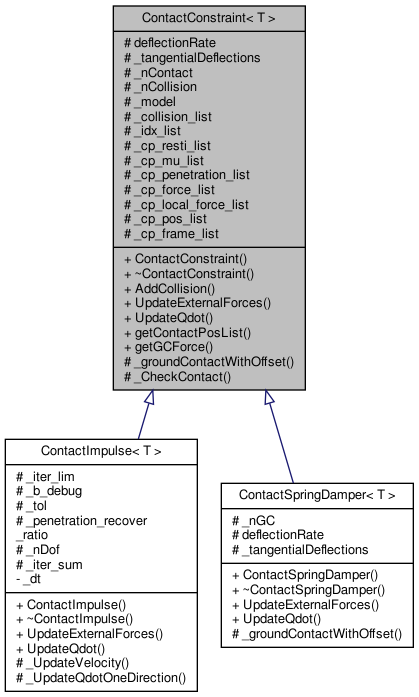 ContactConstraint< T >
# deflectionRate
# _tangentialDeflections
# _nContact
# _nCollision
# _model
# _collision_list
# _idx_list
# _cp_resti_list
# _cp_mu_list
# _cp_penetration_list
# _cp_force_list
# _cp_local_force_list
# _cp_pos_list
# _cp_frame_list
+ ContactConstraint()
+ ~ContactConstraint()
+ AddCollision()
+ UpdateExternalForces()
+ UpdateQdot()
+ getContactPosList()
+ getGCForce()
# _groundContactWithOffset()
# _CheckContact()
ContactImpulse< T >
# _iter_lim
# _b_debug
# _tol
# _penetration_recover
_ratio
# _nDof
# _iter_sum
- _dt
+ ContactImpulse()
+ ~ContactImpulse()
+ UpdateExternalForces()
+ UpdateQdot()
# _UpdateVelocity()
# _UpdateQdotOneDirection()
ContactSpringDamper< T >
# _nGC
# deflectionRate
# _tangentialDeflections
+ ContactSpringDamper()
+ ~ContactSpringDamper()
+ UpdateExternalForces()
+ UpdateQdot()
# _groundContactWithOffset()